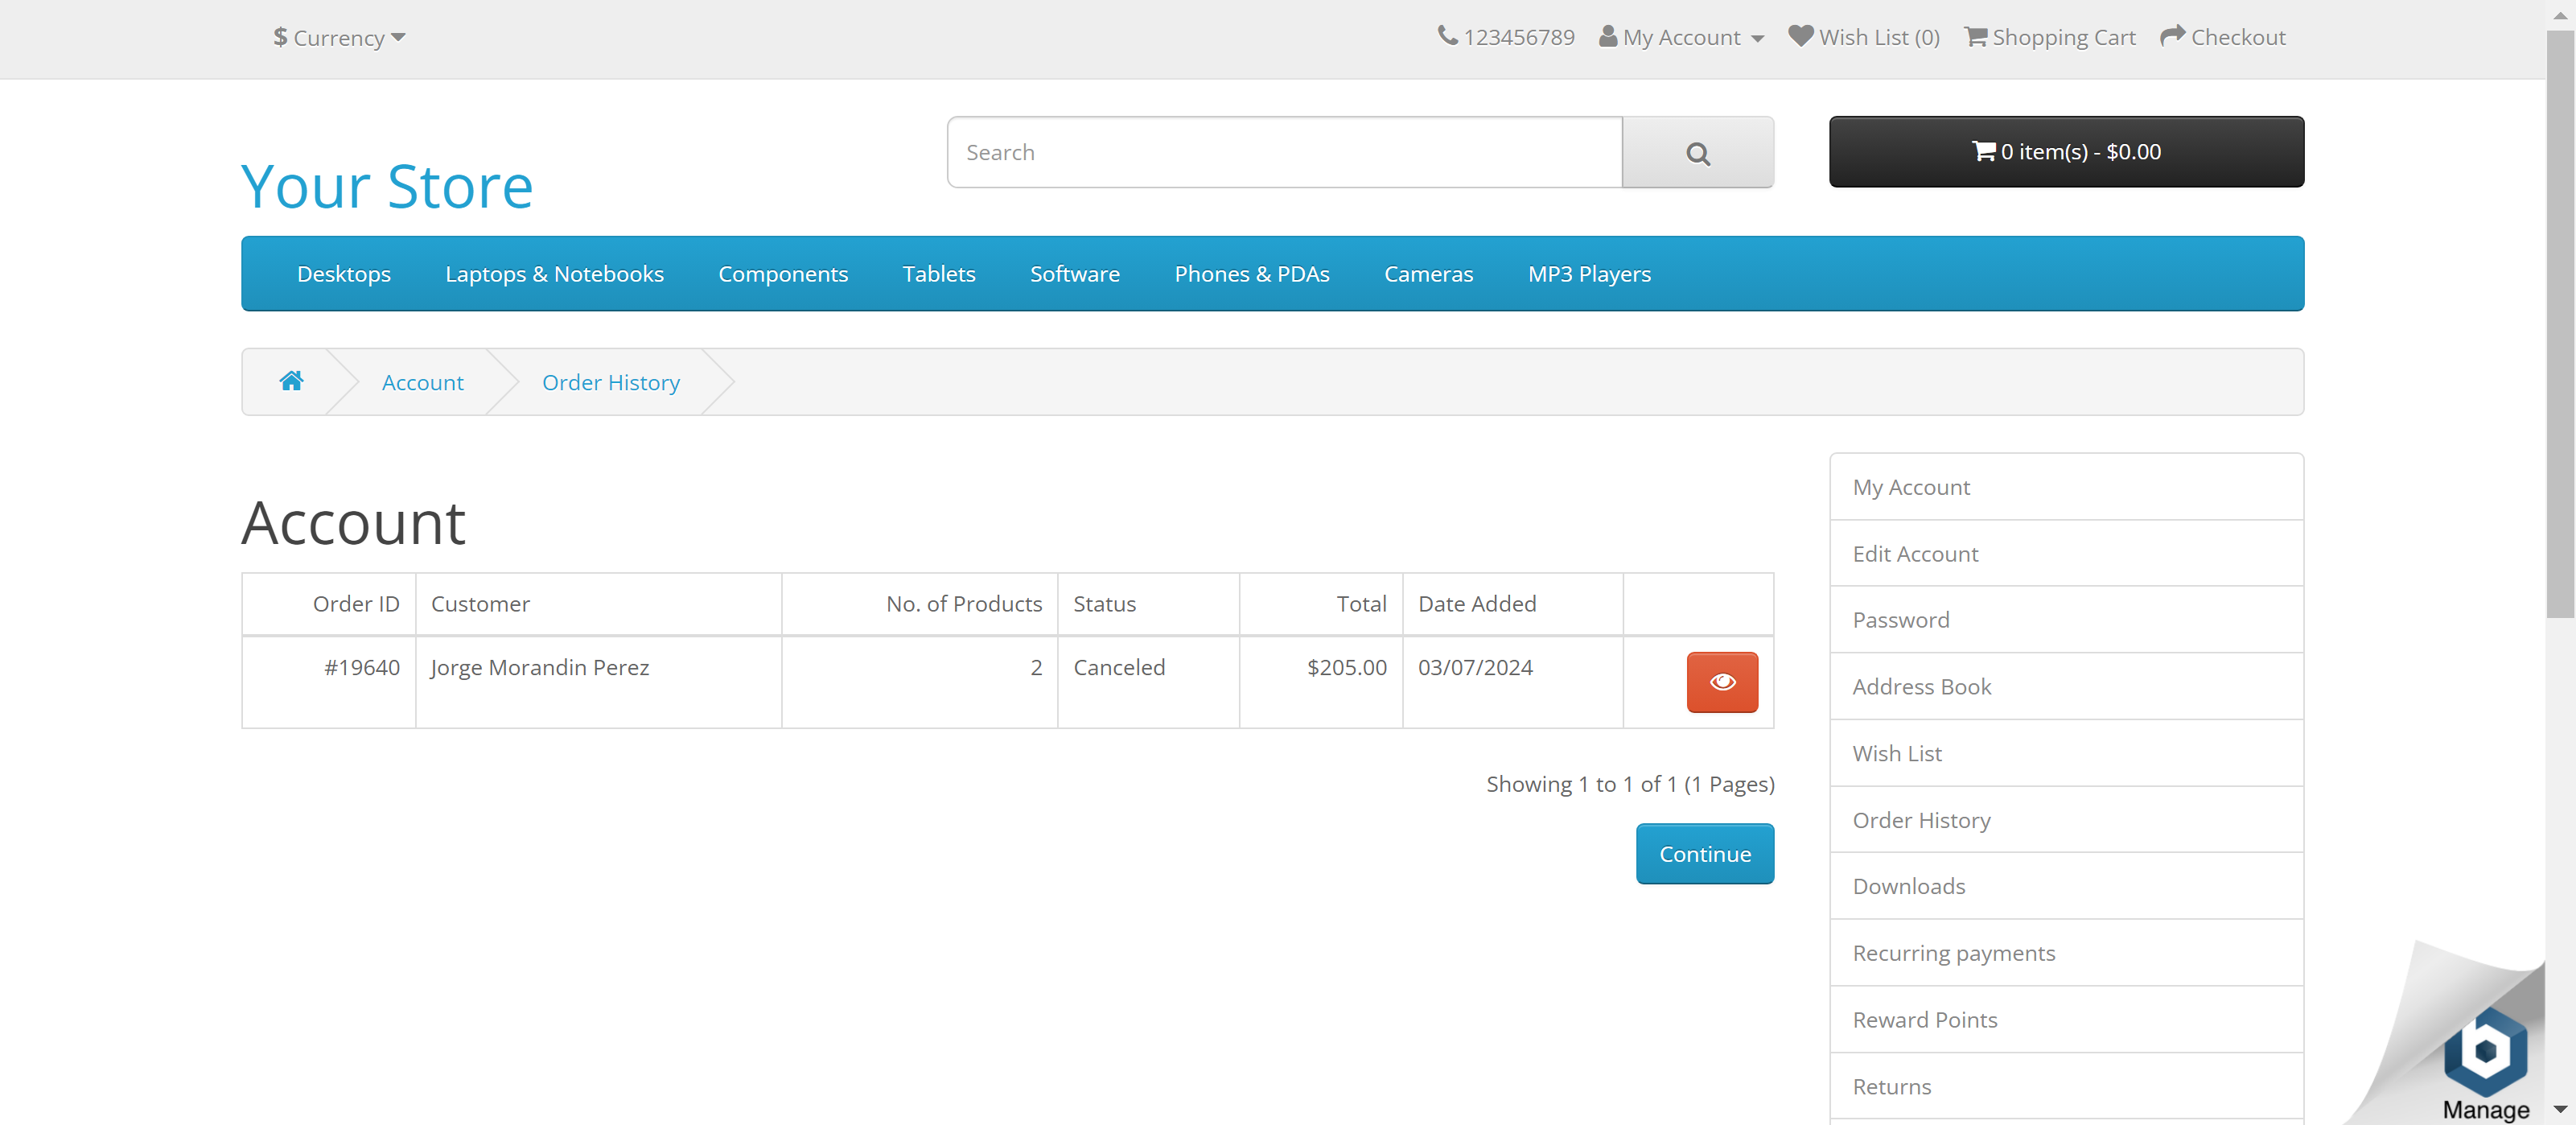 $ Currency
123456789 My Account Wish List (0) Shopping Cart Checkout
Your Store
Search
0 item(s) - $0.00
Desktops Laptops & Notebooks Components Tablets Software Phones & PDAs Cameras MP3 Players
Account Order History
Account
Order ID Customer No. of Products Status Total Date Added
#19640 Jorge Morandin Perez 2 Canceled $205.00 03/07/2024
Showing 1 to 1 of 1 (1 Pages)
Continue
My Account
Edit Account
Password
Address Book
Wish List
Order History
Downloads
Recurring payments
Reward Points
Returns
Manage